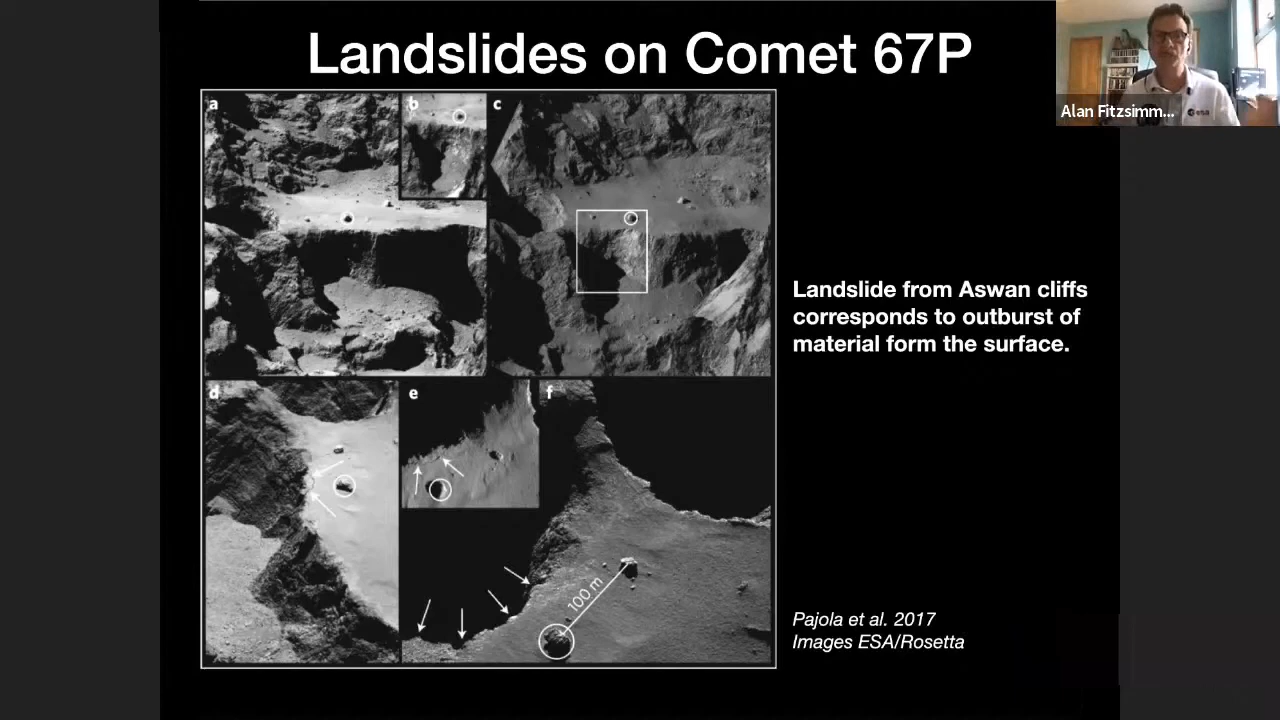 Landslides on Comet 67P
Alan Fitzsimm...
esa
a
b
c
Landslide from Aswan cliffs
corresponds to outburst of
material form the surface.
d
e
f
100 m
Pajola et al. 2017
Images ESA/Rosetta